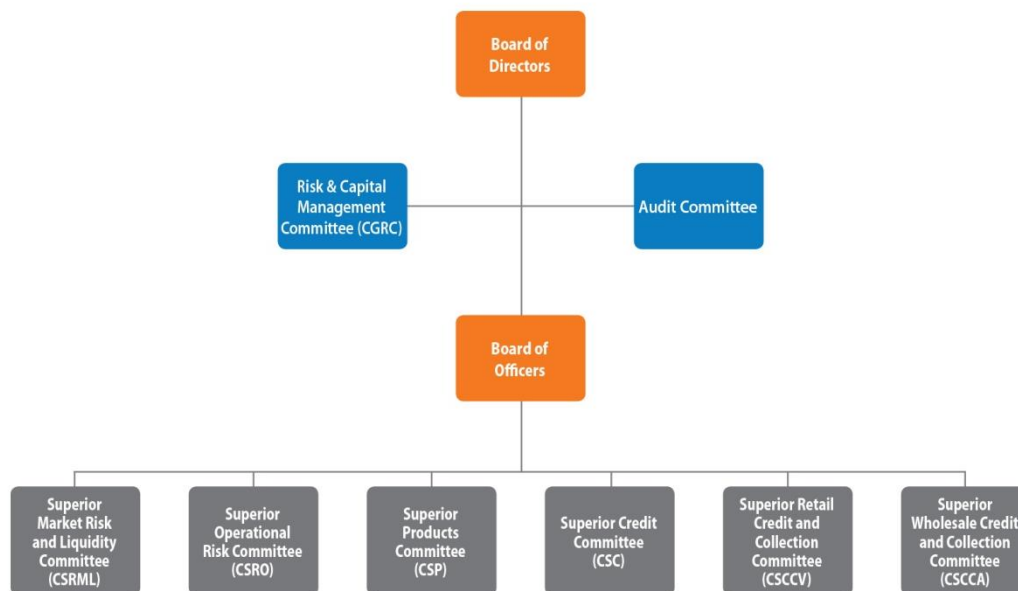 Board of
Directors
Risk & Capital
Management
Committee (CGRC)
Audit Committee
Board of
Officers
Superior
Market Risk
and Liquidity
Committee
(CSRML)
Superior
Operational
Risk Committee
(CSRO)
Superior
Products
Committee
(CSP)
Superior Credit
Committee
(CSC)
Superior Retail
Credit and
Collection
Committee
(CSCCV)
Superior
Wholesale Credit
and Collection
Committee
(CSCCA)